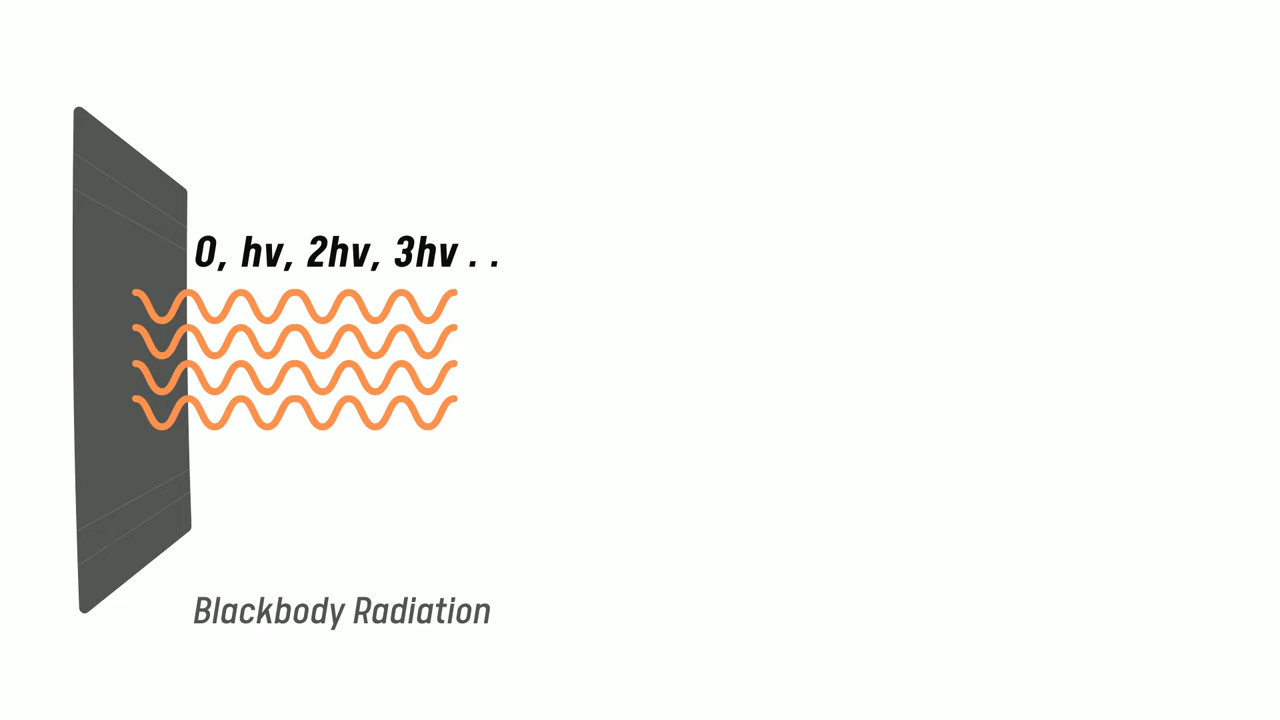 0, hv, 2hv, 3hv . .
Blackbody Radiation